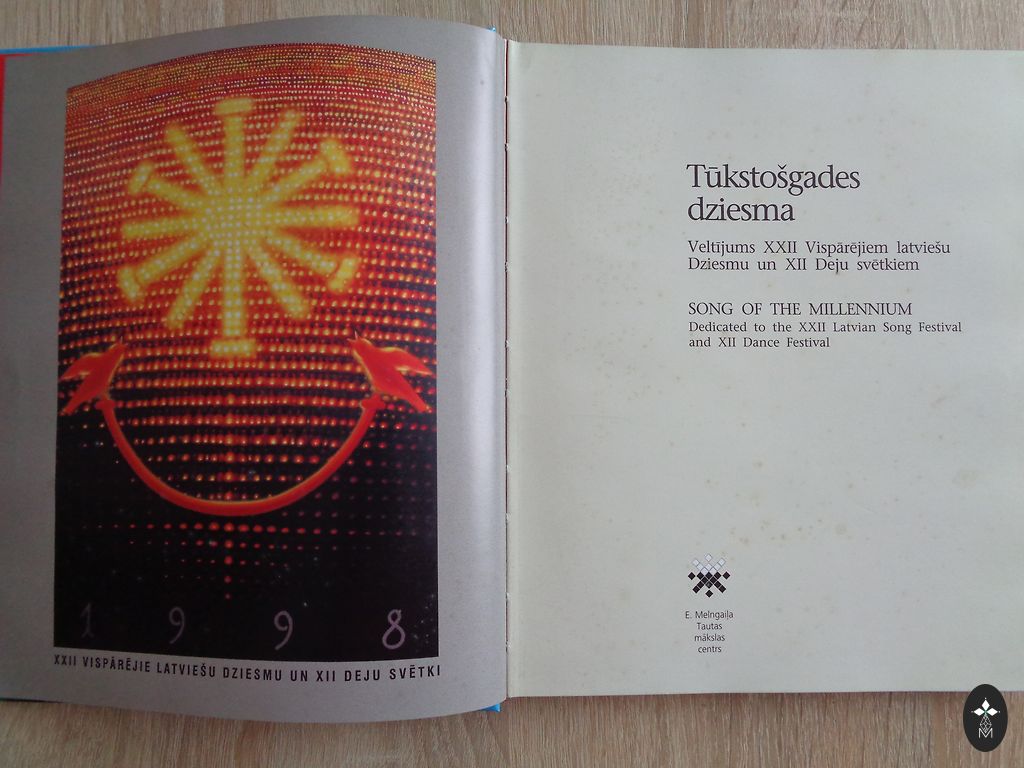 1 9 9 8
XXII VISPĀRĒJIE LATVIEŠU DZIESMU UN XII DEJU SVĒTKI
Tūkstošgades
dziesma
Veltījums XXII Vispārējiem latviešu
Dziesmu un XII Deju svētkiem
SONG OF THE MILLENNIUM
Dedicated to the XXII Latvian Song Festival
and XII Dance Festival
E. Melngaiļa
Tautas
mākslas
centrs
M